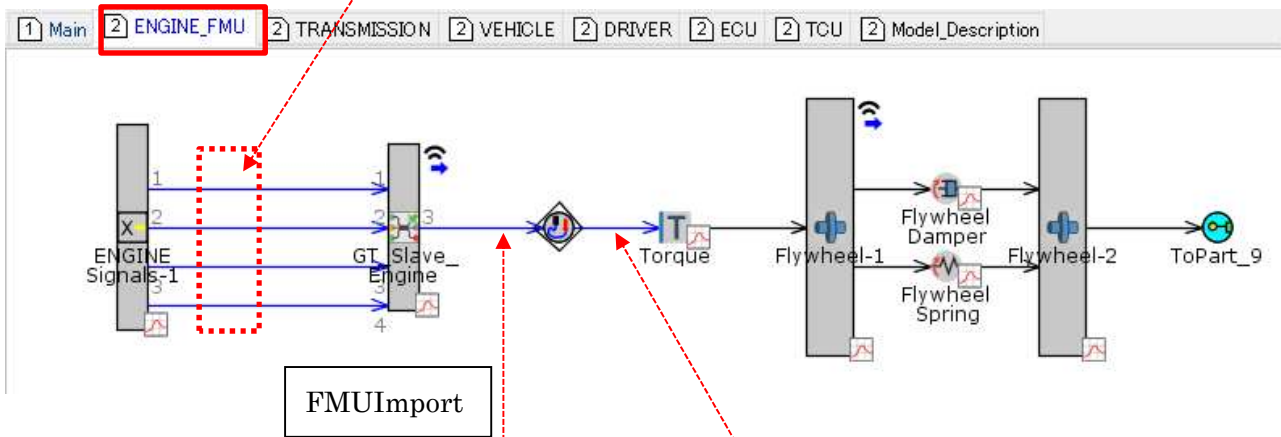 1 Main 2 ENGINE_FMU 2 TRANSMISSION 2 VEHICLE 2 DRIVER 2 ECU 2 TCU 2 Model_Description
1 1
2 2 3
X
ENGINE
Signals-1
GT_Slave_
Engine
3 3
4
T
Torque
Flywheel-1
Flywheel
Damper
Flywheel
Spring
Flywheel-2
ToPart_9
FMUImport